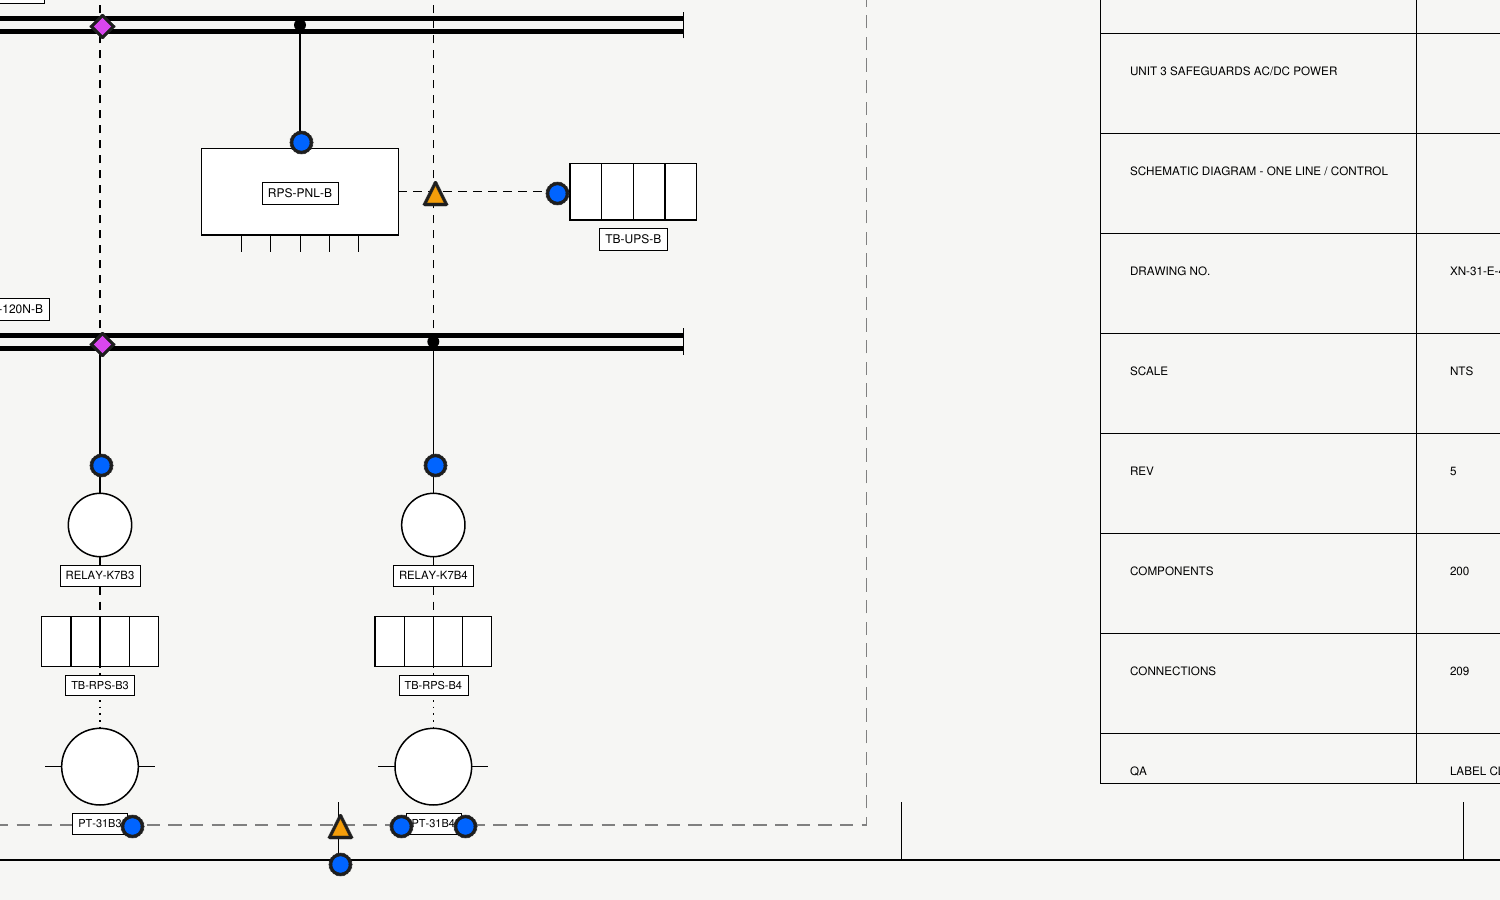 RPS-PNL-B
TB-UPS-B
-120N-B
RELAY-K7B3
RELAY-K7B4
TB-RPS-B3
TB-RPS-B4
PT-31B3
PT-31B4
UNIT 3 SAFEGUARDS AC/DC POWER
SCHEMATIC DIAGRAM - ONE LINE / CONTROL
DRAWING NO. XN-31-E-
SCALE NTS
REV 5
COMPONENTS 200
CONNECTIONS 209
QA LABEL